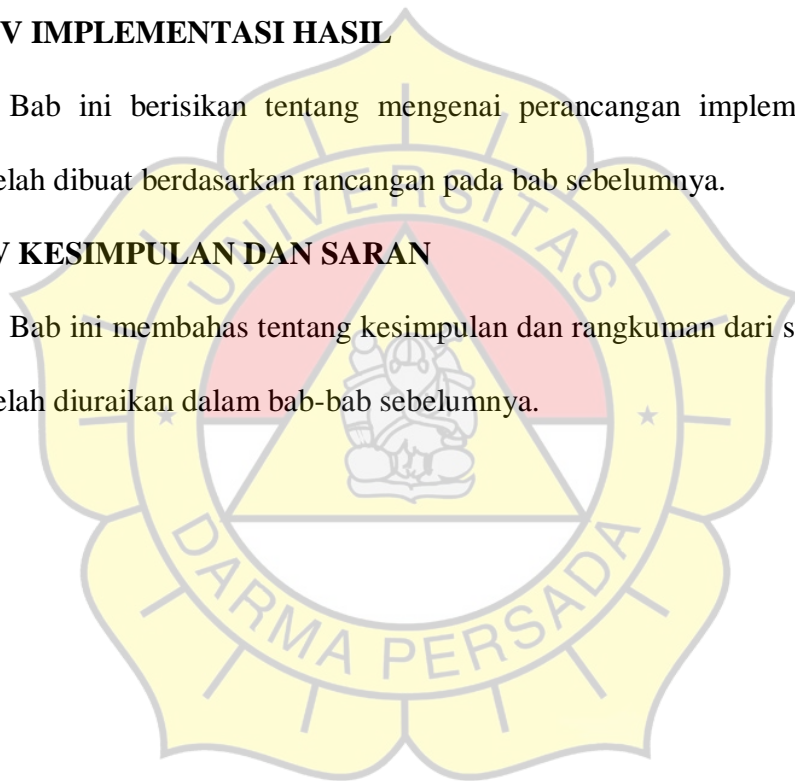 V IMPLEMENTASI HASIL
Bab ini berisikan tentang mengenai perancangan implem
elah dibuat berdasarkan rancangan pada bab sebelumnya.
V KESIMPULAN DAN SARAN
Bab ini membahas tentang kesimpulan dan rangkuman dari s
elah diuraikan dalam bab-bab sebelumnya.
UNIVERSITAS
DARMA PERSADA